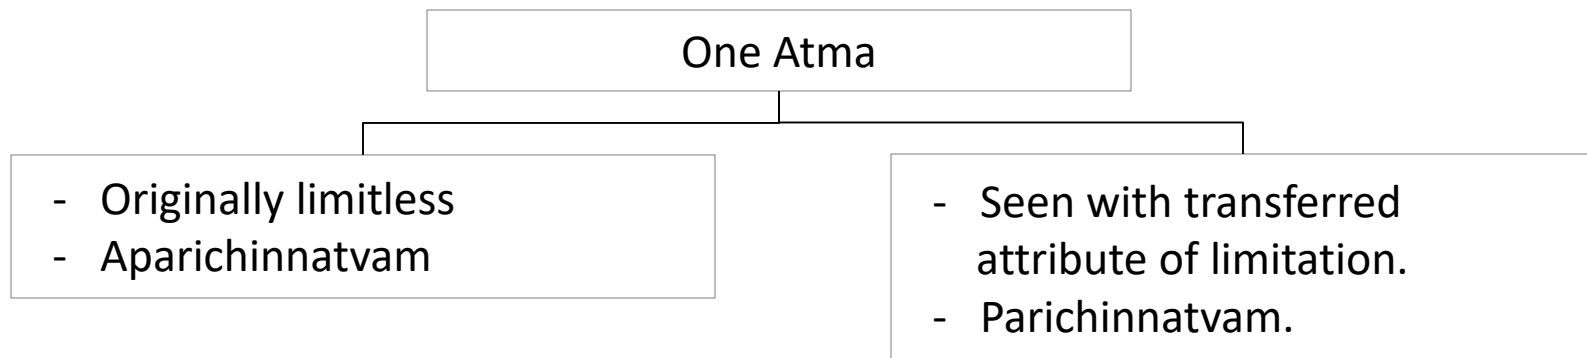 One Atma
- Originally limitless
- Aparichinnatvam
- Seen with transferred
attribute of limitation.
- Parichinnatvam.